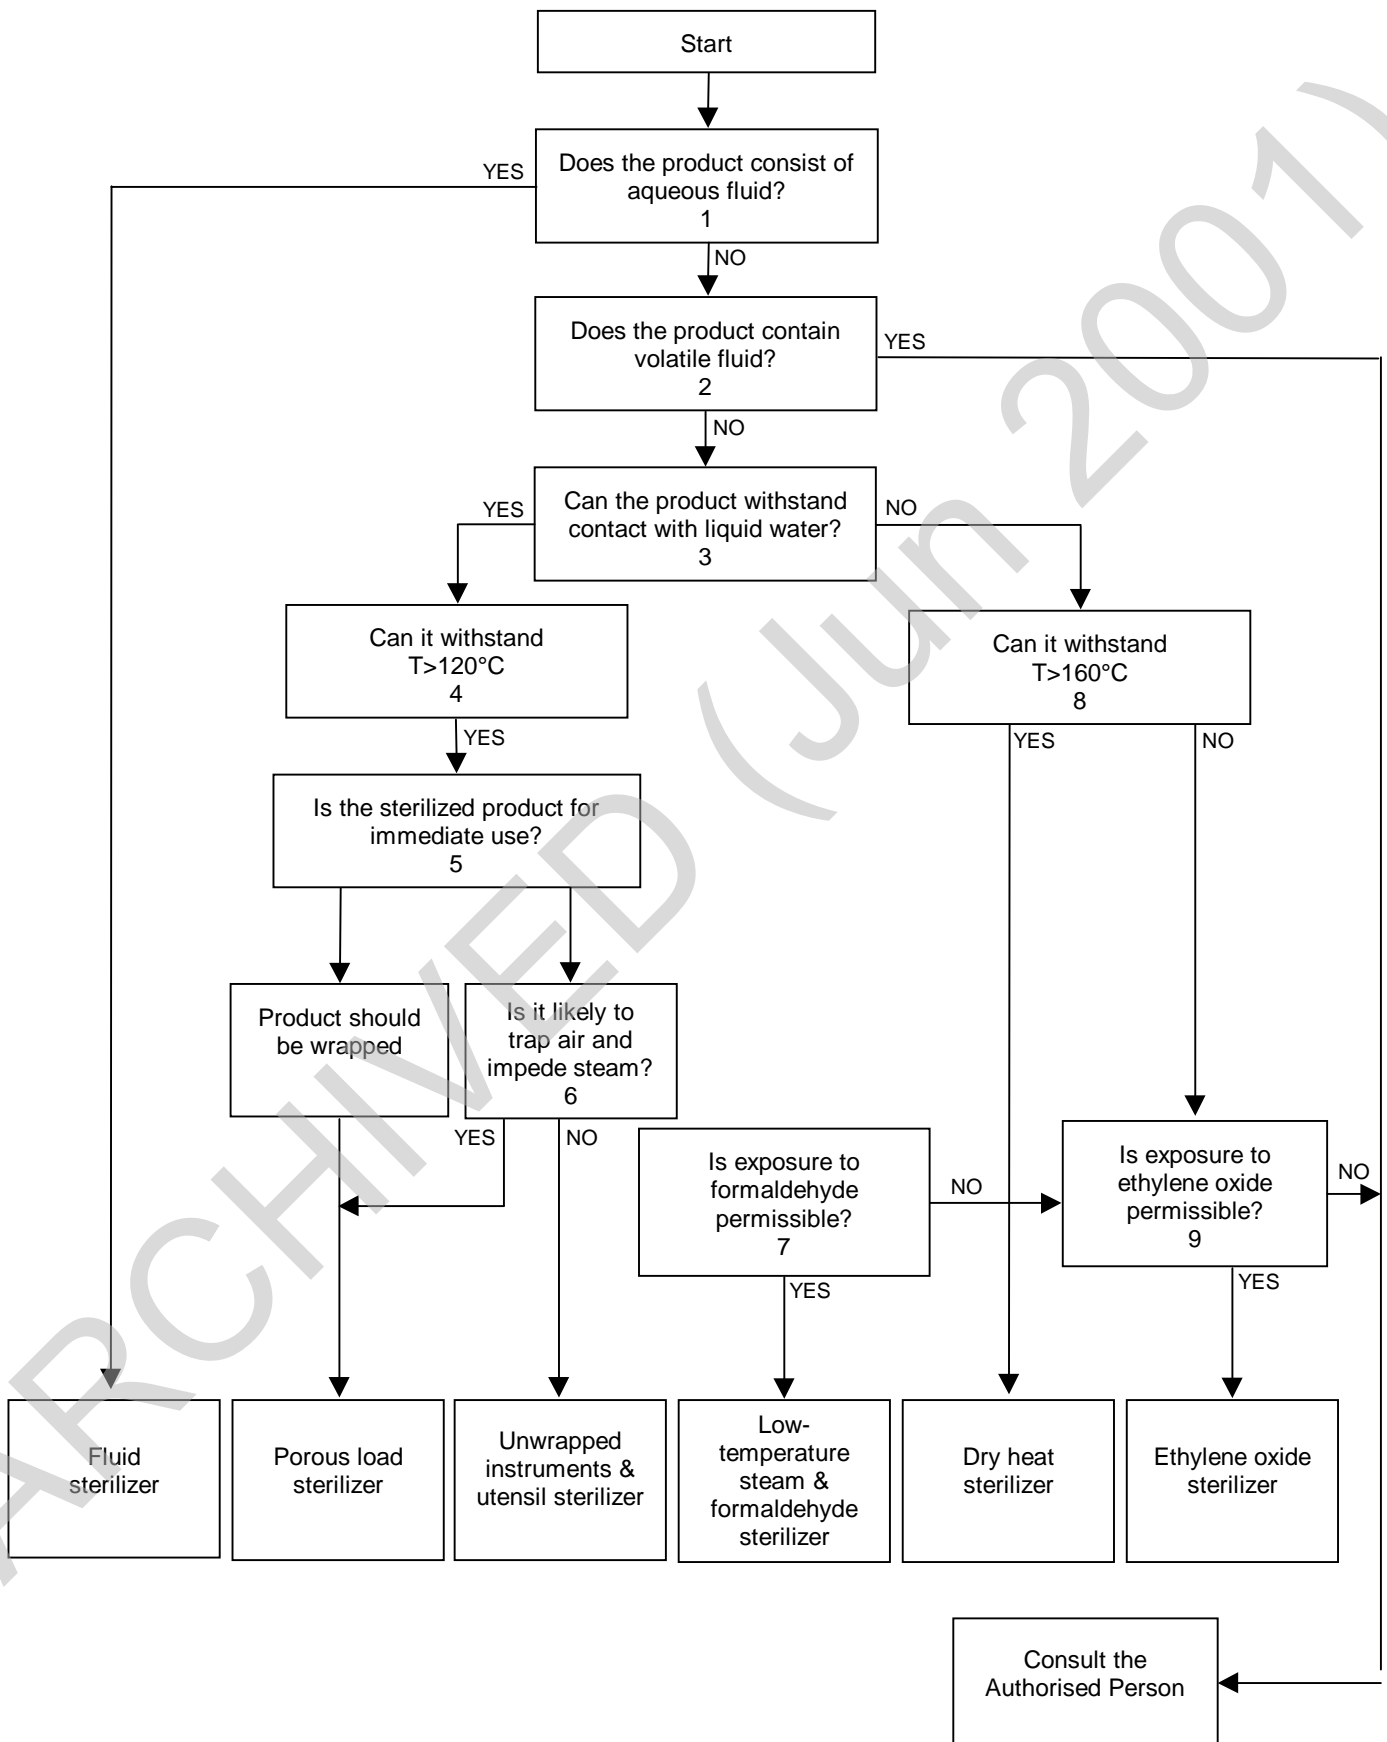 Start
Does the product consist of
aqueous fluid?
1
YES
NO
Does the product contain
volatile fluid?
2
YES
NO
Can the product withstand
contact with liquid water?
3
YES
NO
Can it withstand
T>120°C
4
YES
Can it withstand
T>160°C
8
YES
NO
Is the sterilized product for
immediate use?
5
Product should
be wrapped
Is it likely to
trap air and
impede steam?
6
YES
NO
Is exposure to
formaldehyde
permissible?
7
NO
YES
Is exposure to
ethylene oxide
permissible?
9
NO
YES
Fluid
sterilizer
Porous load
sterilizer
Unwrapped
instruments &
utensil sterilizer
Low-
temperature
steam &
formaldehyde
sterilizer
Dry heat
sterilizer
Ethylene oxide
sterilizer
Consult the
Authorised Person
ARCHIVED (Jun 2001)